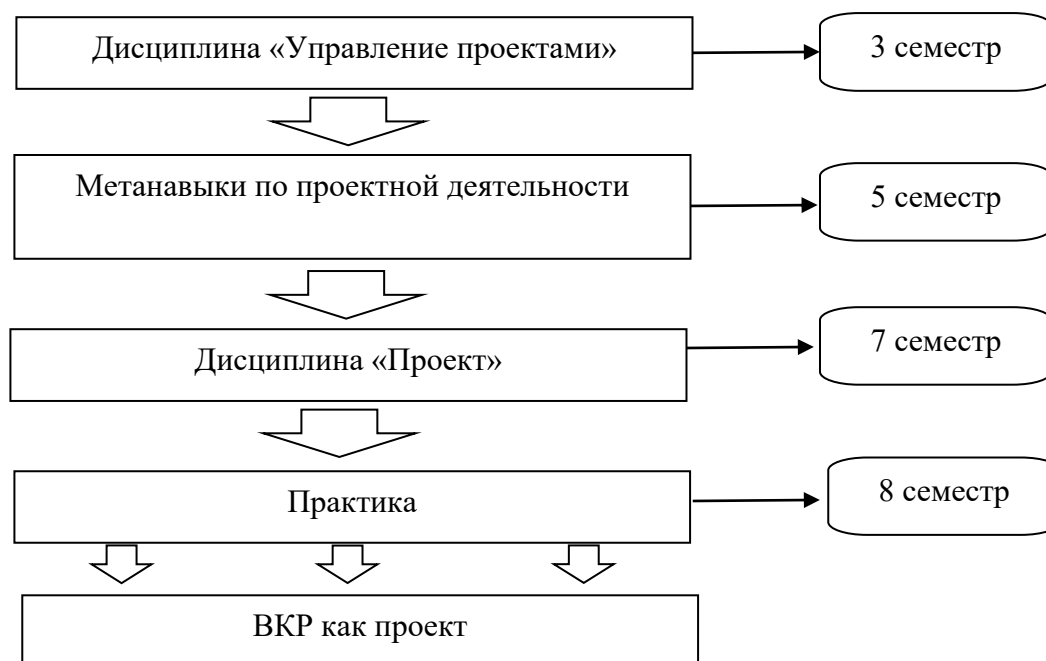 Дисциплина «Управление проектами»
3 семестр
Метанавыки по проектной деятельности
5 семестр
Дисциплина «Проект»
7 семестр
Практика
8 семестр
ВКР как проект